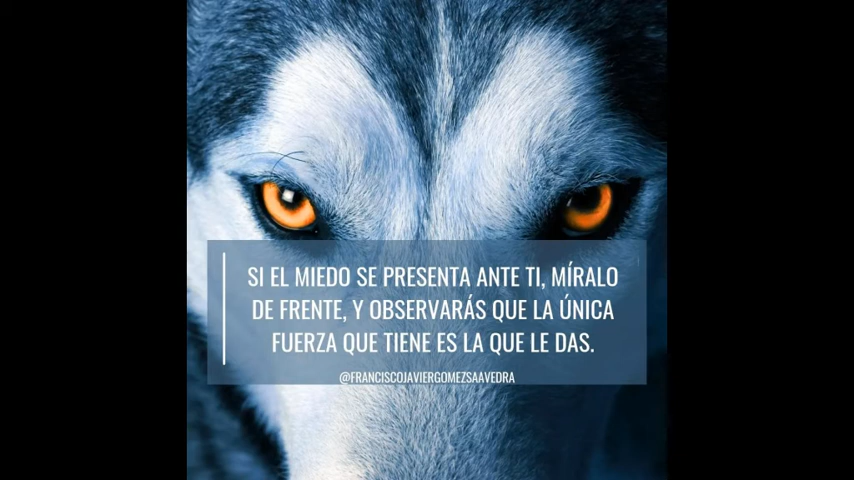 SI EL MIEDO SE PRESENTA ANTE TI, MÍRALO
DE FRENTE, Y OBSERVARÁS QUE LA ÚNICA
FUERZA QUE TIENE ES LA QUE LE DAS.
@FRANCISCOJAVIERGOMEZSAAVEDRA